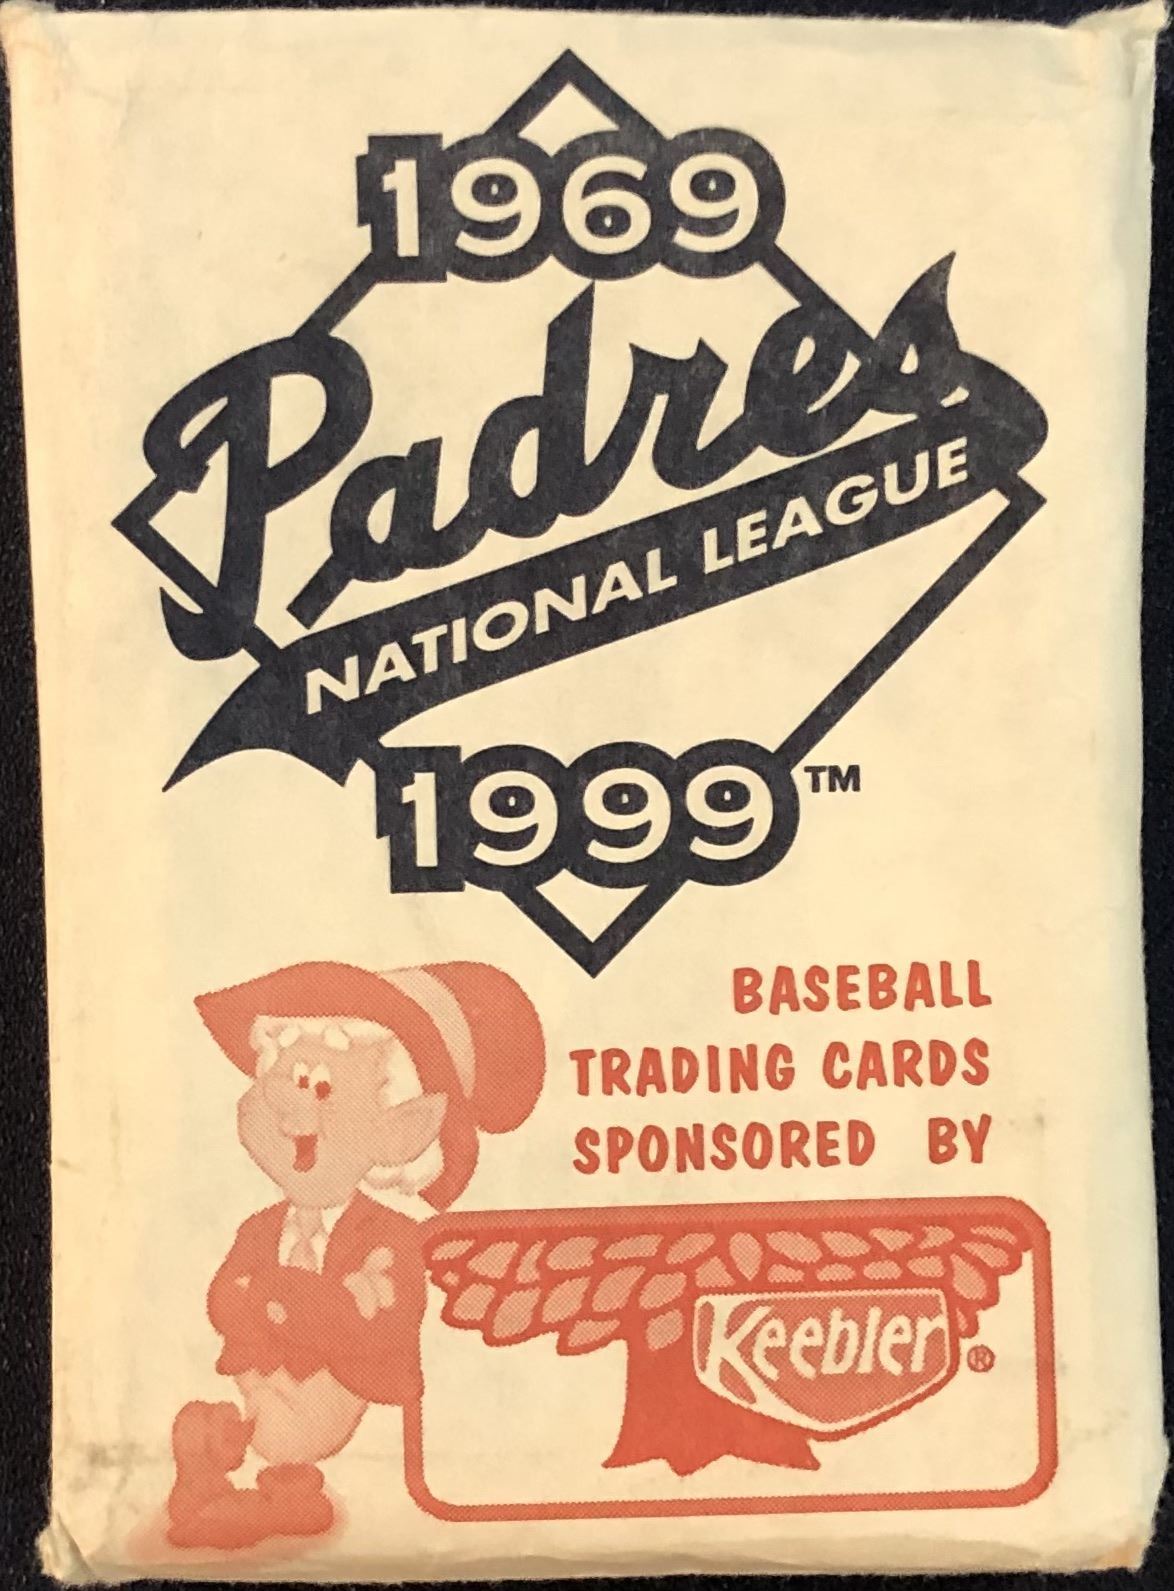 1969
Padres
NATIONAL LEAGUE
1999™
BASEBALL
TRADING CARDS
SPONSORED BY
Keebler®